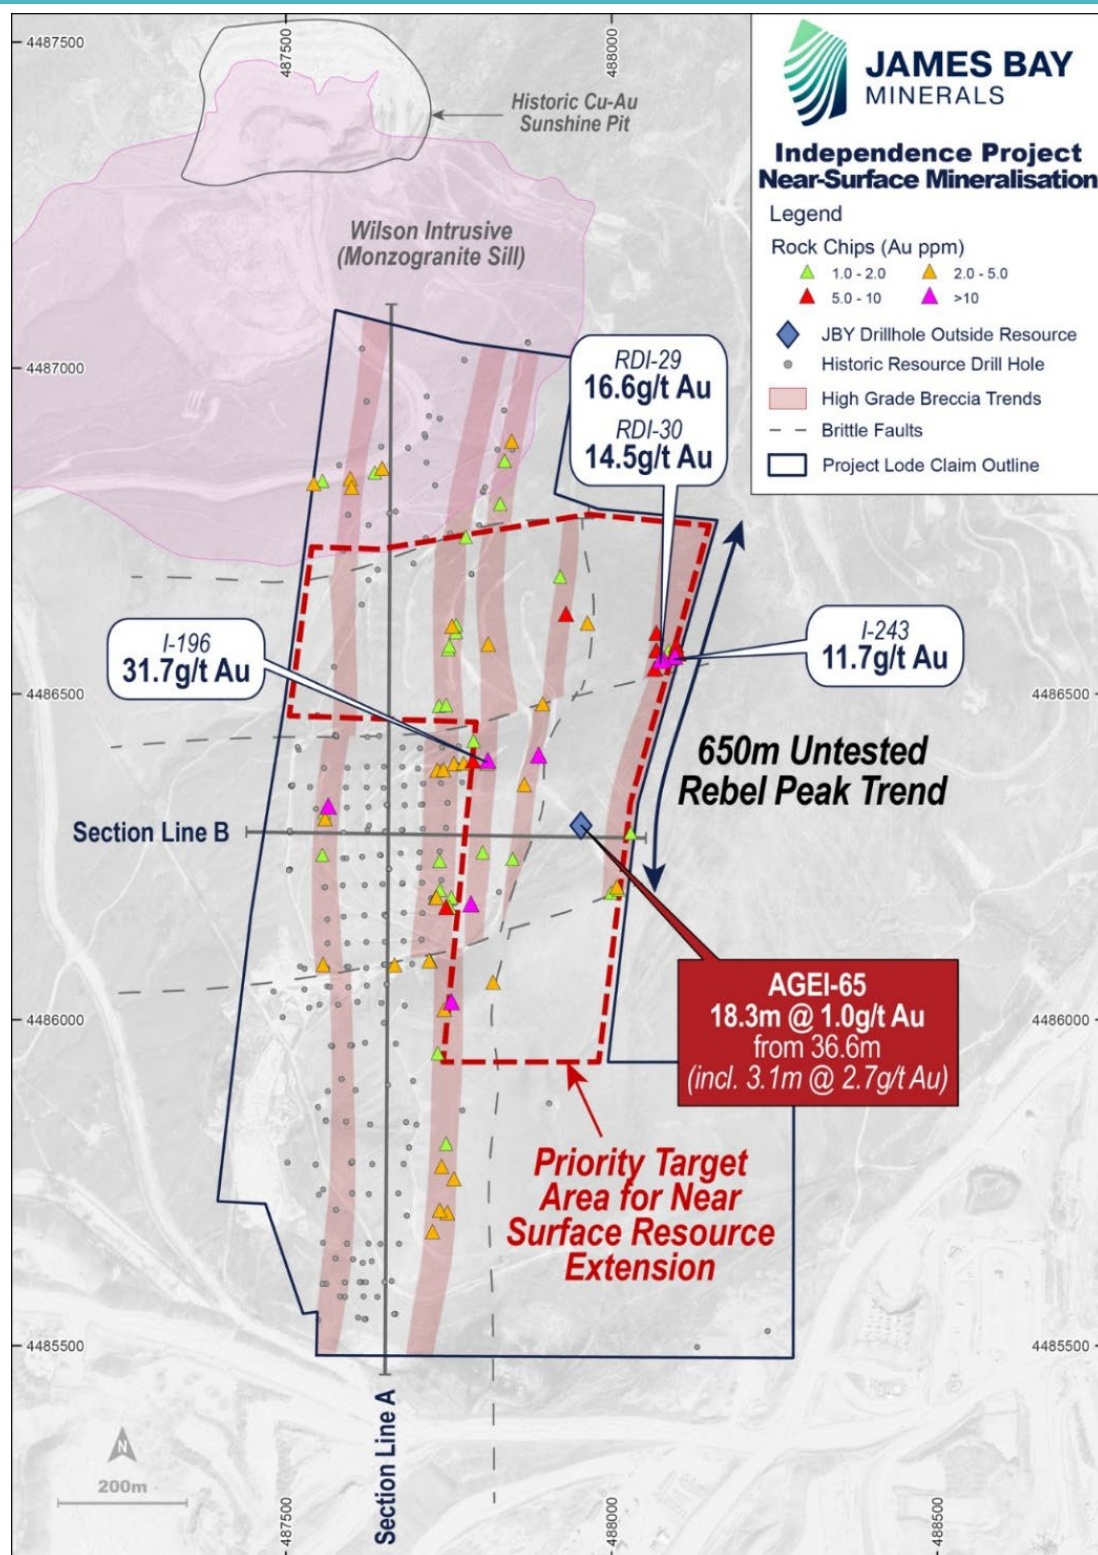 4487500
487500
488000
JAMES BAY
MINERALS
Independence Project
Near-Surface Mineralisation
Legend
Rock Chips (Au ppm)
1.0 - 2.0
2.0 - 5.0
5.0 - 10
>10
JBY Drillhole Outside Resource
Historic Resource Drill Hole
High Grade Breccia Trends
Brittle Faults
Project Lode Claim Outline
Historic Cu-Au
Sunshine Pit
Wilson Intrusive
(Monzogranite Sill)
4487000
RDI-29
16.6g/t Au
RDI-30
14.5g/t Au
I-196
31.7g/t Au
I-243
11.7g/t Au
4486500
4486500
650m Untested
Rebel Peak Trend
Section Line B
AGEI-65
18.3m @ 1.0g/t Au
from 36.6m
(incl. 3.1m @ 2.7g/t Au)
4486000
4486000
Priority Target
Area for Near
Surface Resource
Extension
4485500
4485500
Section Line A
N
200m
487500
488000
488500